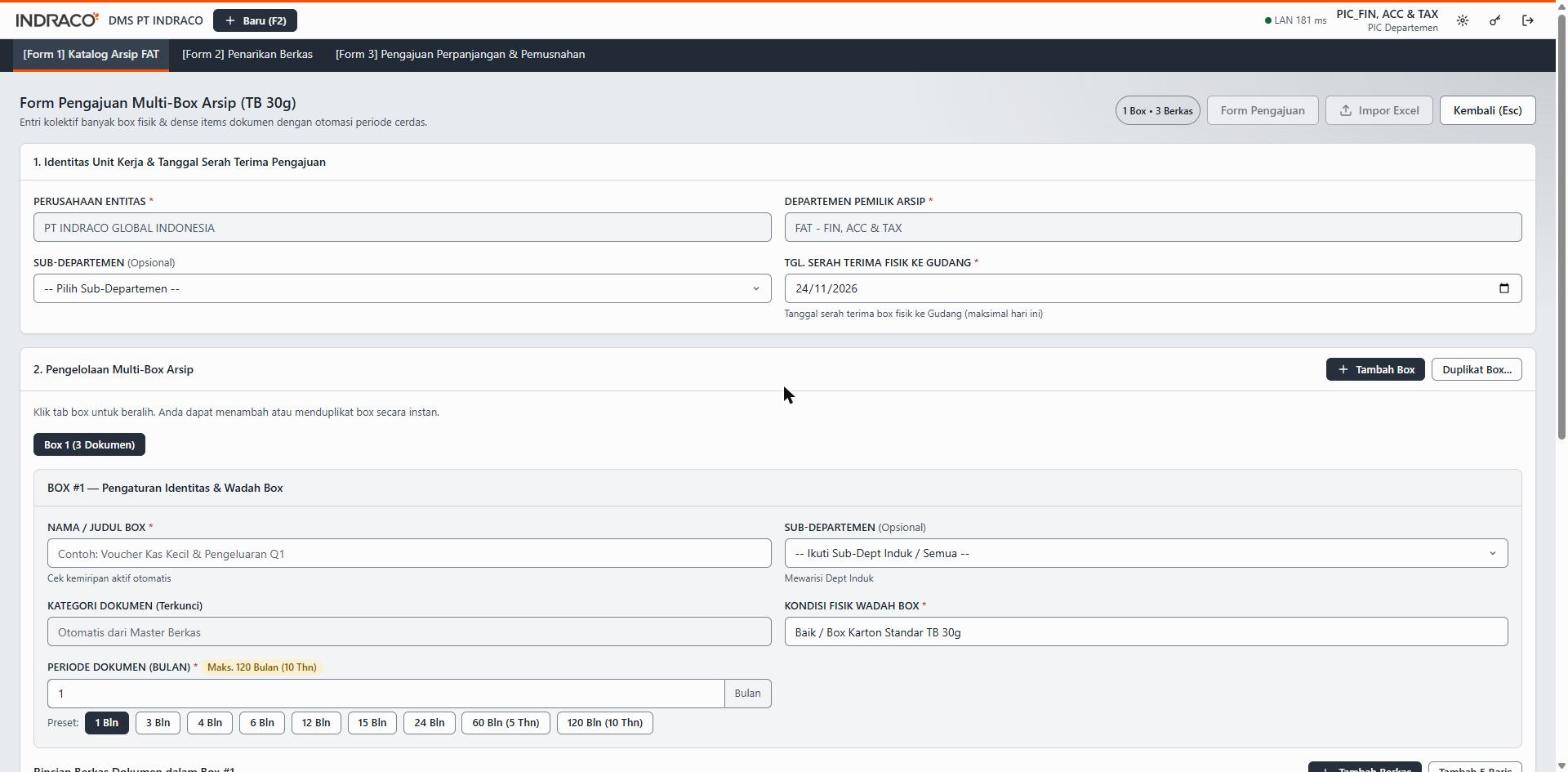 INDRACO DMS PT INDRACO + Baru (F2) LAN 181 ms PIC_FIN, ACC & TAX
PIC Departemen
[Form 1] Katalog Arsip FAT [Form 2] Penarikan Berkas [Form 3] Pengajuan Perpanjangan & Pemusnahan
Form Pengajuan Multi-Box Arsip (TB 30g)
Entri kolektif banyak box fisik & dense items dokumen dengan otomasi periode cerdas.
1 Box • 3 Berkas Form Pengajuan Impor Excel Kembali (Esc)
1. Identitas Unit Kerja & Tanggal Serah Terima Pengajuan
PERUSAHAAN ENTITAS * DEPARTEMEN PEMILIK ARSIP *
PT INDRACO GLOBAL INDONESIA FAT - FIN, ACC & TAX
SUB-DEPARTEMEN (Opsional) TGL. SERAH TERIMA FISIK KE GUDANG *
-- Pilih Sub-Departemen -- 24/11/2026
Tanggal serah terima box fisik ke Gudang (maksimal hari ini)
2. Pengelolaan Multi-Box Arsip + Tambah Box Duplikat Box...
Klik tab box untuk beralih. Anda dapat menambah atau menduplikat box secara instan.
Box 1 (3 Dokumen)
BOX #1 — Pengaturan Identitas & Wadah Box
NAMA / JUDUL BOX * SUB-DEPARTEMEN (Opsional)
Contoh: Voucher Kas Kecil & Pengeluaran Q1 -- Ikuti Sub-Dept Induk / Semua --
Cek kemiripan aktif otomatis Mewarisi Dept Induk
KATEGORI DOKUMEN (Terkunci) KONDISI FISIK WADAH BOX *
Otomatis dari Master Berkas Baik / Box Karton Standar TB 30g
PERIODE DOKUMEN (BULAN) * Maks. 120 Bulan (10 Thn)
1 Bulan
Preset: 1 Bln 3 Bln 4 Bln 6 Bln 12 Bln 15 Bln 24 Bln 60 Bln (5 Thn) 120 Bln (10 Thn)
Rincian Berkas Dokumen dalam Box #1 + Tambah Berkas Tambah 5 Baris